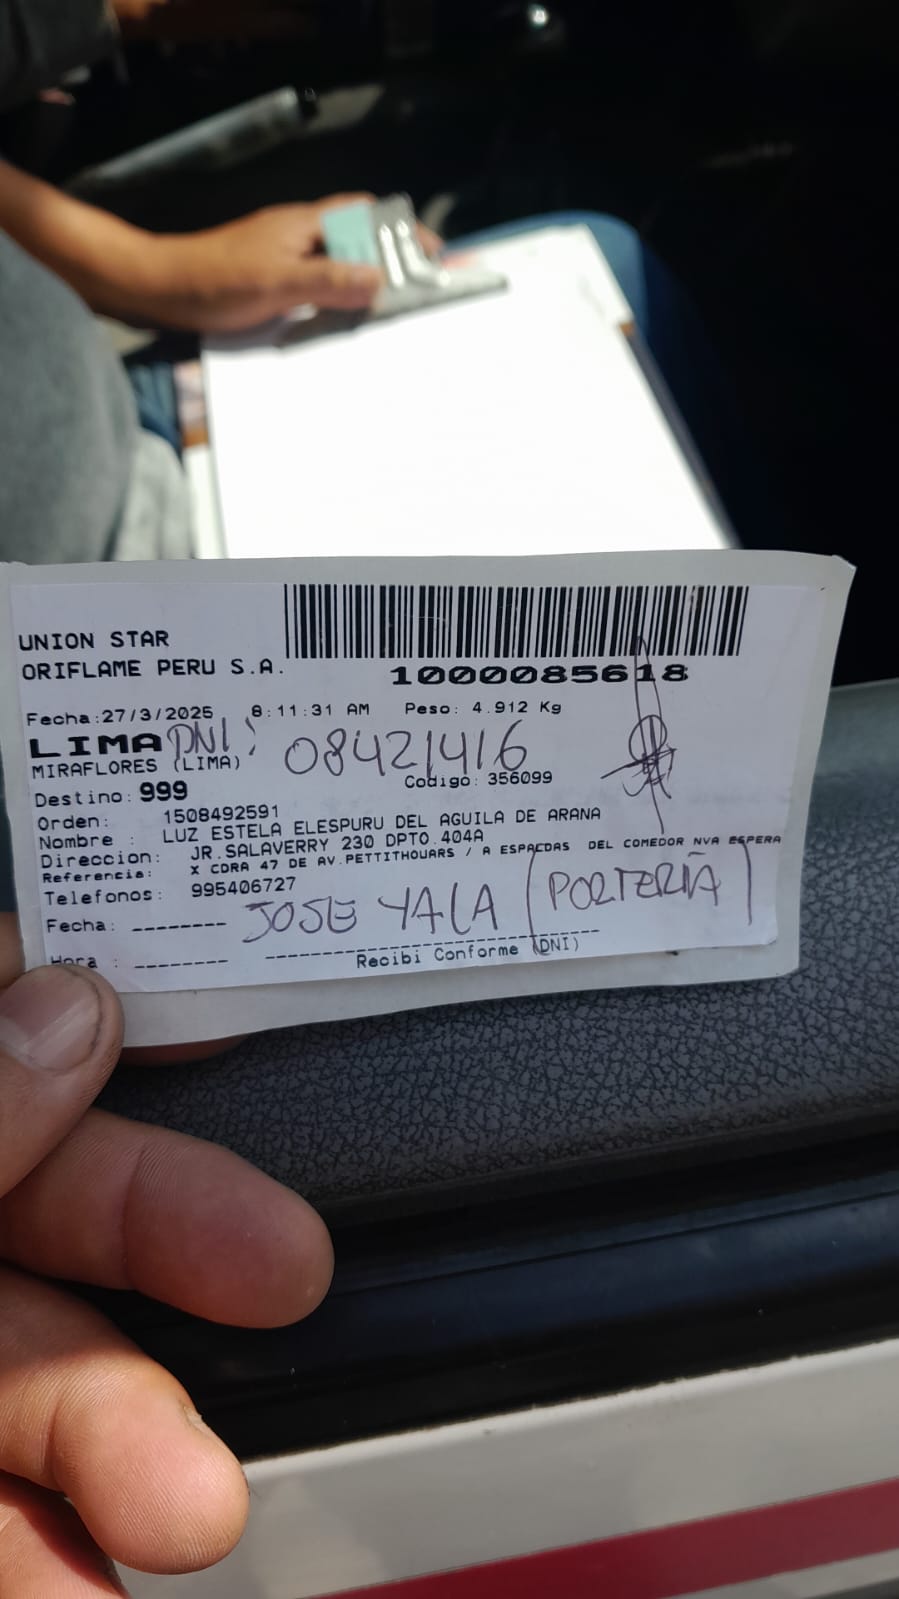 UNION STAR
ORIFLAME PERU S.A.
1000085618
Fecha:27/3/2025 8:11:31 AM Peso: 4.912 Kg
LIMA DNI: 08421416
MIRAFLORES (LIMA)
Codigo: 356099
Destino: 999
Orden: 1508492591
Nombre : LUZ ESTELA ELESPURU DEL AGUILA DE ARANA
Direccion: JR.SALAVERRY 230 DPTO.404A
Referencia: X CDRA 47 DE AV.PETTITHOUARS / A ESPACDAS DEL COMEDOR NVA ESPERA
Telefonos: 995406727
Fecha: -------- JOSE YALA (PORTERIA)
Hora : --------
Recibi Conforme (DNI)